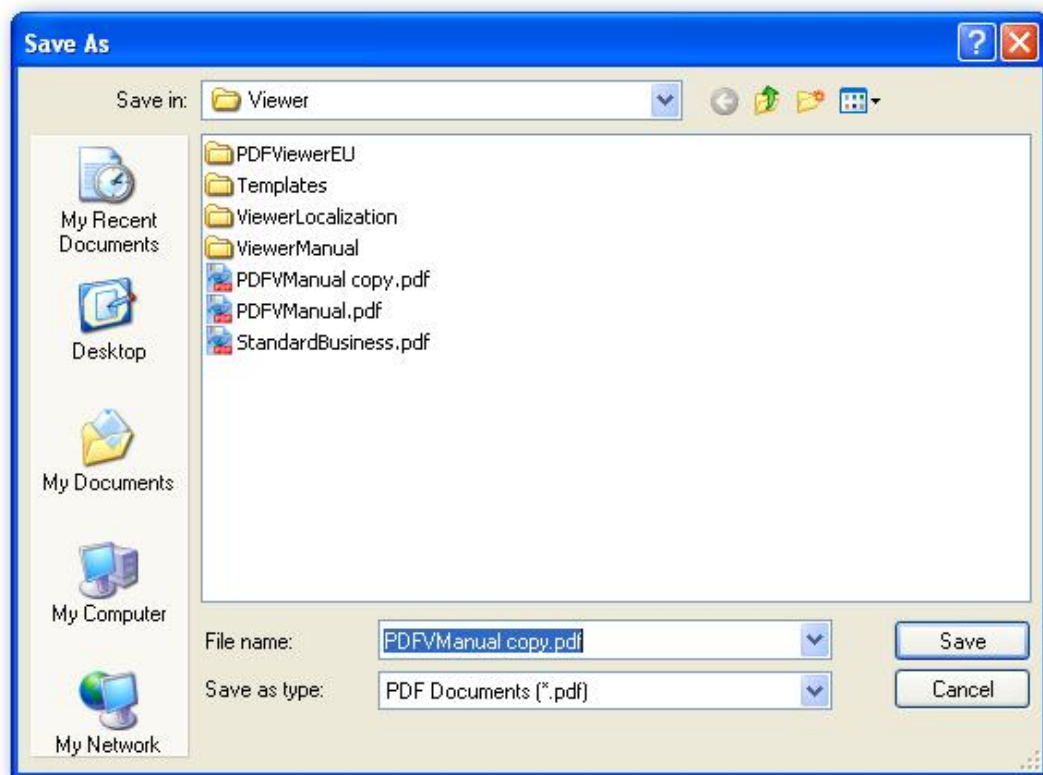 Save As
Save in:
Viewer
My Recent
Documents
Desktop
My Documents
My Computer
My Network
PDFViewerEU
Templates
ViewerLocalization
ViewerManual
PDFVManual copy.pdf
PDFVManual.pdf
StandardBusiness.pdf
File name:
PDFVManual copy.pdf
Save
Save as type:
PDF Documents (*.pdf)
Cancel